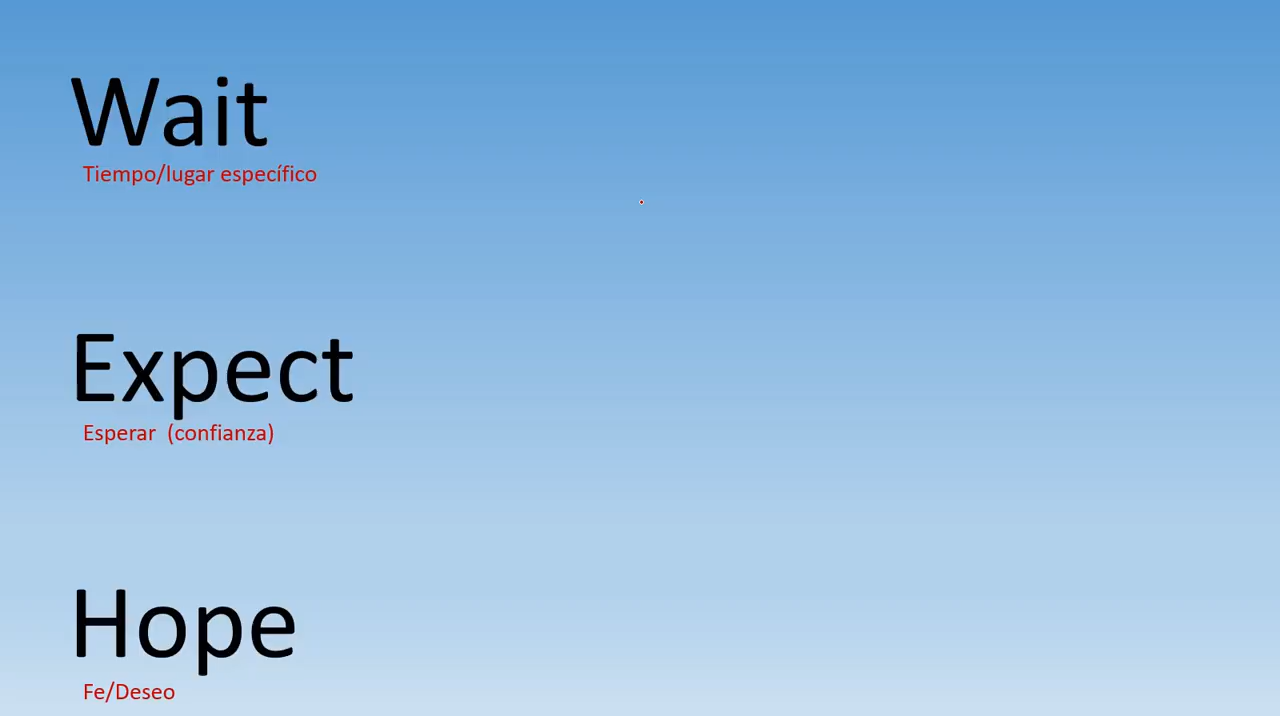 Wait
Tiempo/lugar específico
Expect
Esperar (confianza)
Hope
Fe/Deseo